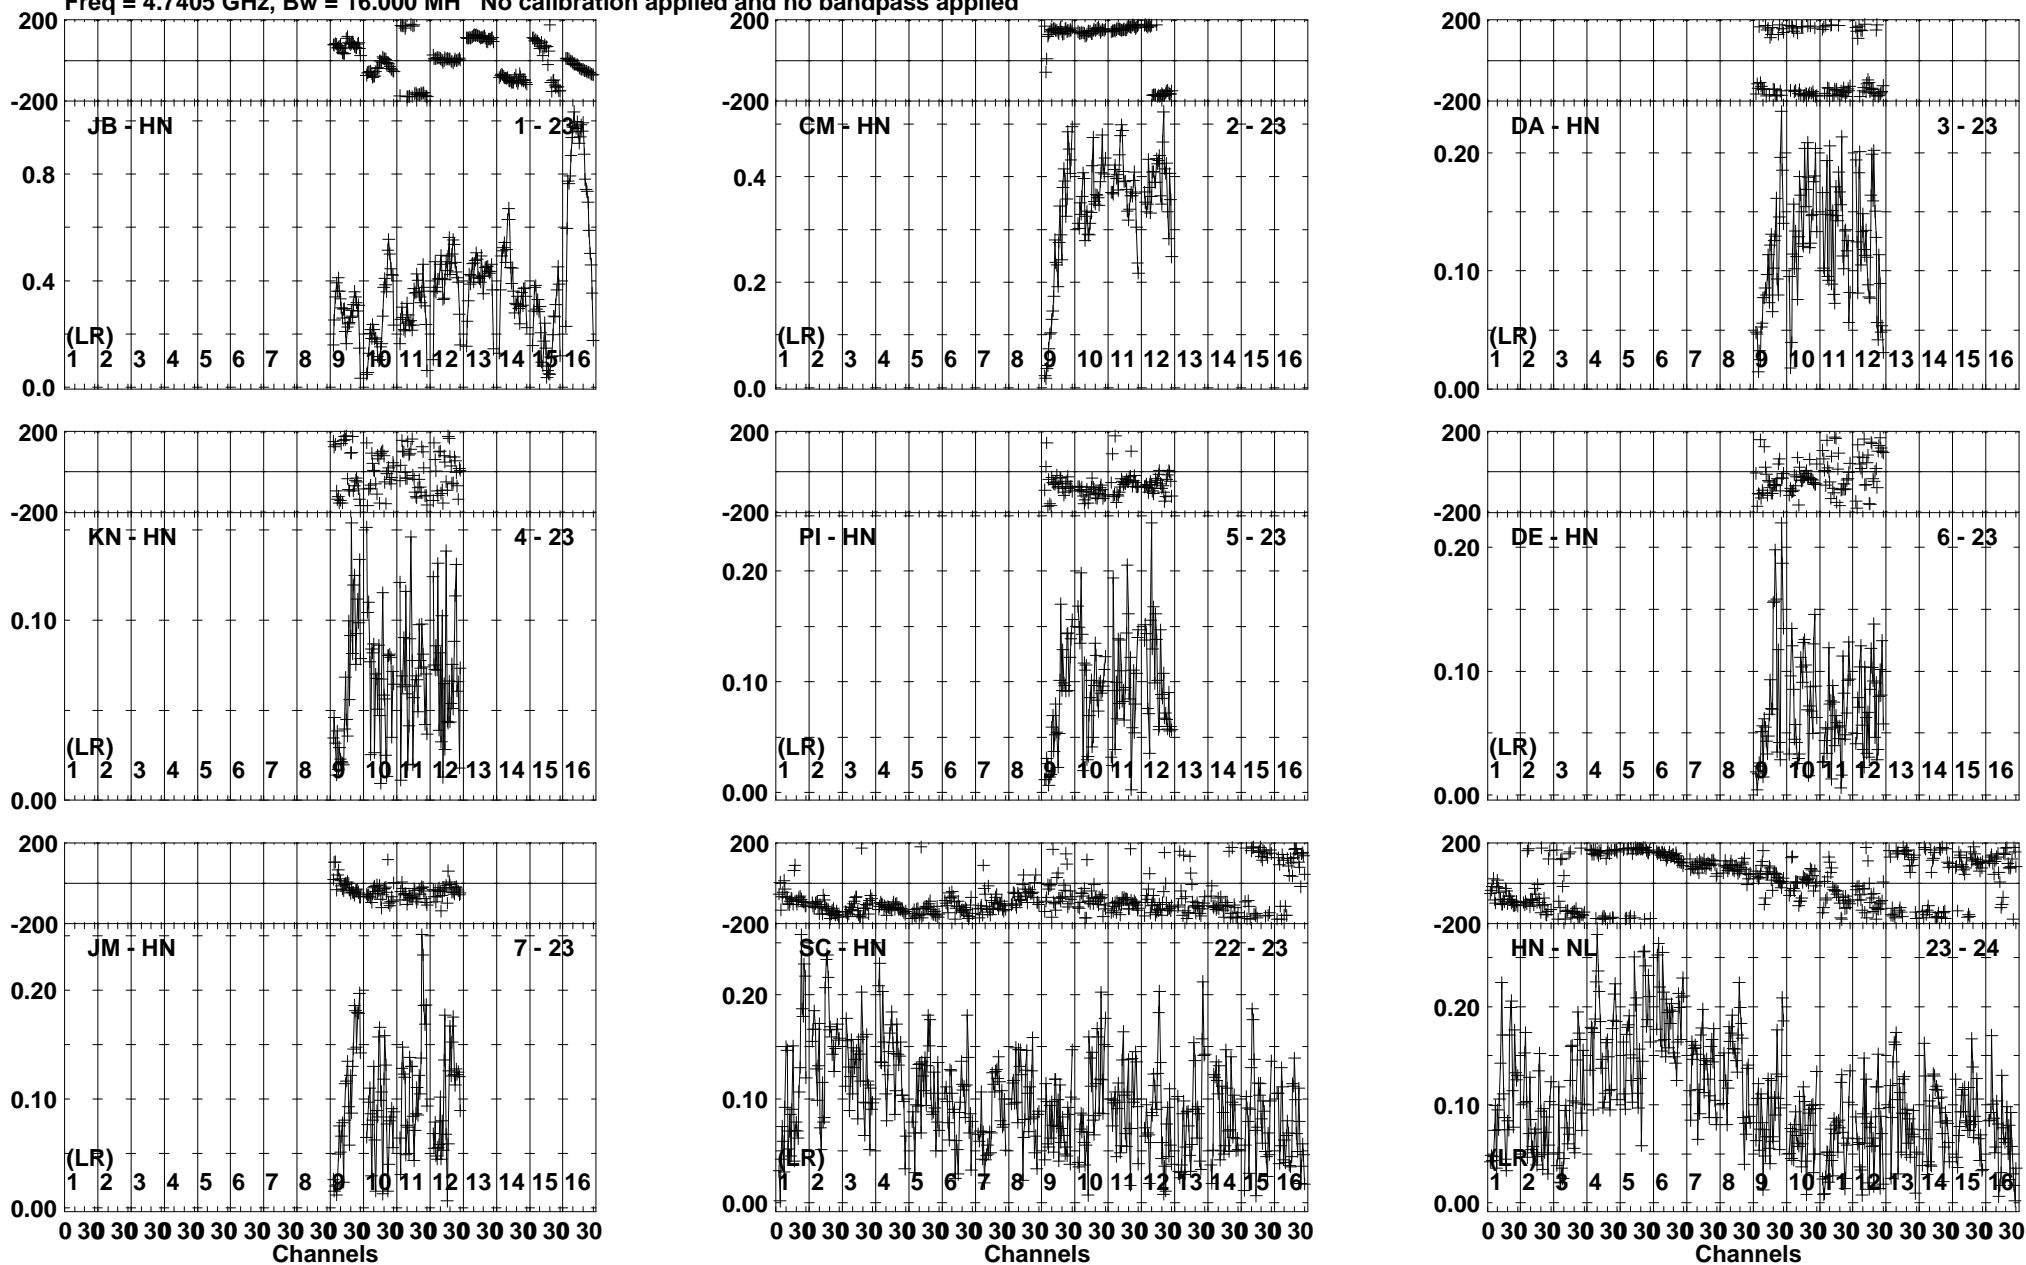 Freq = 4.7405 GHz, Bw = 16.000 MH No calibration applied and no bandpass applied
200
-200
JB - HN 1 - 23
0.8
0.4
0.0
(LR)
1 2 3 4 5 6 7 8 9 10 11 12 13 14 15 16
200
-200
CM - HN 2 - 23
0.4
0.2
0.0
(LR)
1 2 3 4 5 6 7 8 9 10 11 12 13 14 15 16
200
-200
DA - HN 3 - 23
0.20
0.10
0.00
(LR)
1 2 3 4 5 6 7 8 9 10 11 12 13 14 15 16
200
-200
KN - HN 4 - 23
0.10
0.00
(LR)
1 2 3 4 5 6 7 8 9 10 11 12 13 14 15 16
200
-200
PI - HN 5 - 23
0.20
0.10
0.00
(LR)
1 2 3 4 5 6 7 8 9 10 11 12 13 14 15 16
200
-200
DE - HN 6 - 23
0.20
0.10
0.00
(LR)
1 2 3 4 5 6 7 8 9 10 11 12 13 14 15 16
200
-200
JM - HN 7 - 23
0.20
0.10
0.00
(LR)
1 2 3 4 5 6 7 8 9 10 11 12 13 14 15 16
0 30 30 30 30 30 30 30 30 30 30 30 30 30 30 30 30
Channels
200
-200
SC - HN 22 - 23
0.20
0.10
0.00
(LR)
1 2 3 4 5 6 7 8 9 10 11 12 13 14 15 16
0 30 30 30 30 30 30 30 30 30 30 30 30 30 30 30 30
Channels
200
-200
HN - NL 23 - 24
0.20
0.10
0.00
(LR)
1 2 3 4 5 6 7 8 9 10 11 12 13 14 15 16
0 30 30 30 30 30 30 30 30 30 30 30 30 30 30 30 30
Channels